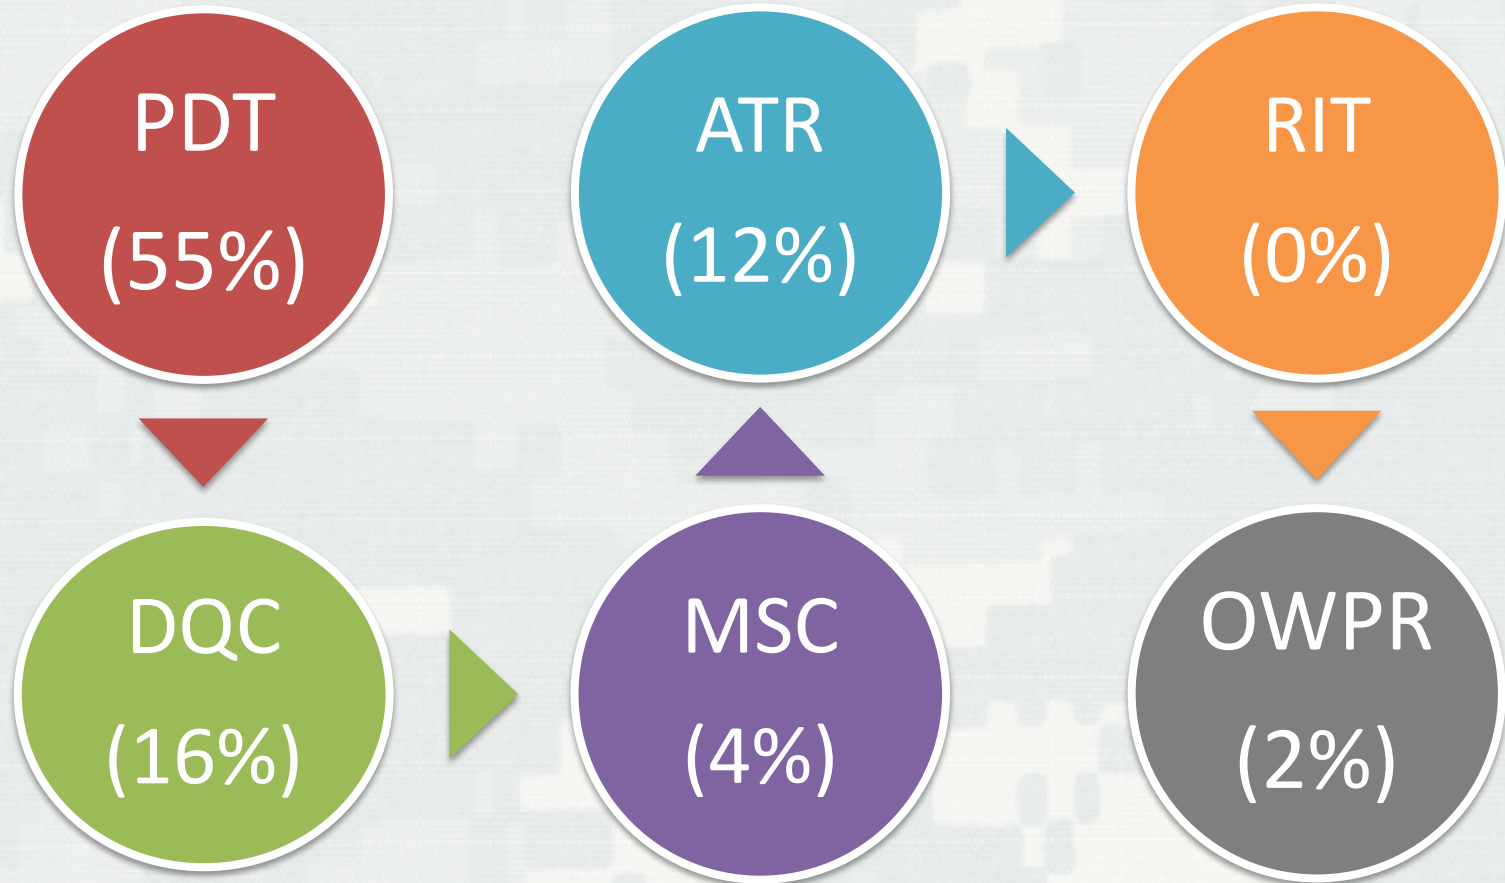 PDT
(55%)
DQC
(16%)
MSC
(4%)
ATR
(12%)
RIT
(0%)
OWPR
(2%)